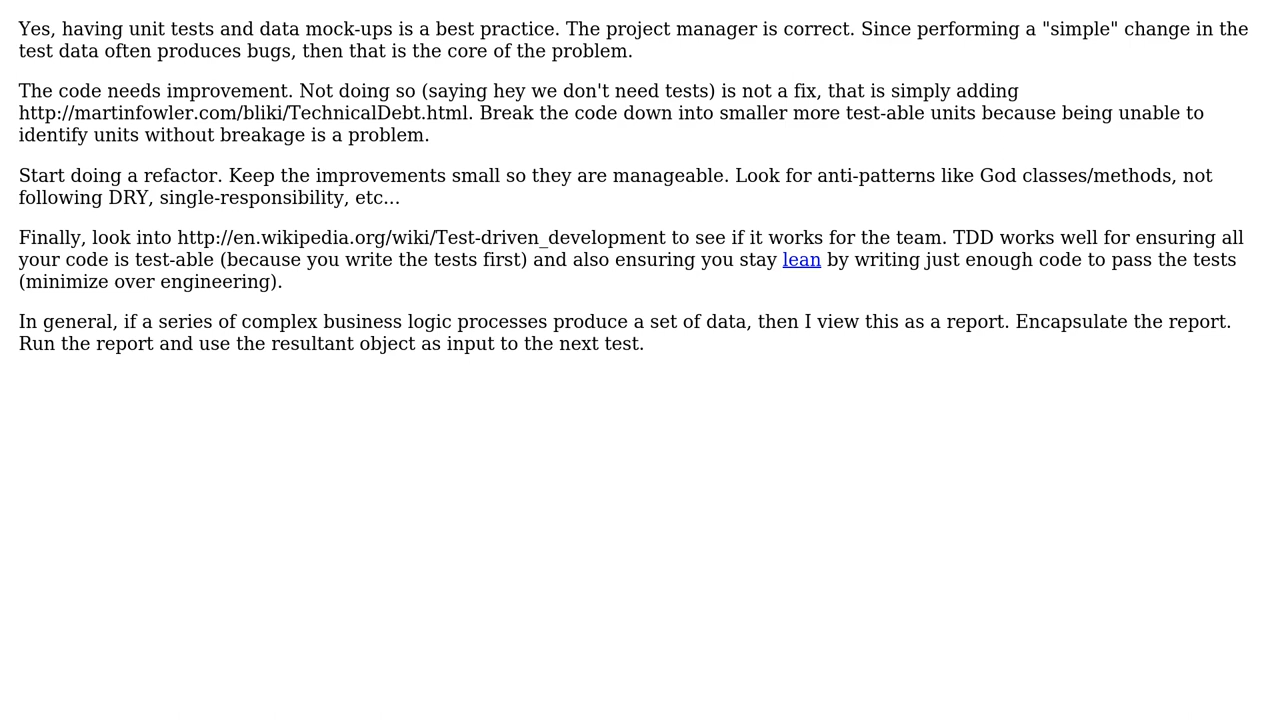 Yes, having unit tests and data mock-ups is a best practice. The project manager is correct. Since performing a "simple" change in the
test data often produces bugs, then that is the core of the problem.
The code needs improvement. Not doing so (saying hey we don't need tests) is not a fix, that is simply adding
http://martinfowler.com/bliki/TechnicalDebt.html. Break the code down into smaller more test-able units because being unable to
identify units without breakage is a problem.
Start doing a refactor. Keep the improvements small so they are manageable. Look for anti-patterns like God classes/methods, not
following DRY, single-responsibility, etc...
Finally, look into http://en.wikipedia.org/wiki/Test-driven_development to see if it works for the team. TDD works well for ensuring all
your code is test-able (because you write the tests first) and also ensuring you stay lean by writing just enough code to pass the tests
(minimize over engineering).
In general, if a series of complex business logic processes produce a set of data, then I view this as a report. Encapsulate the report.
Run the report and use the resultant object as input to the next test.